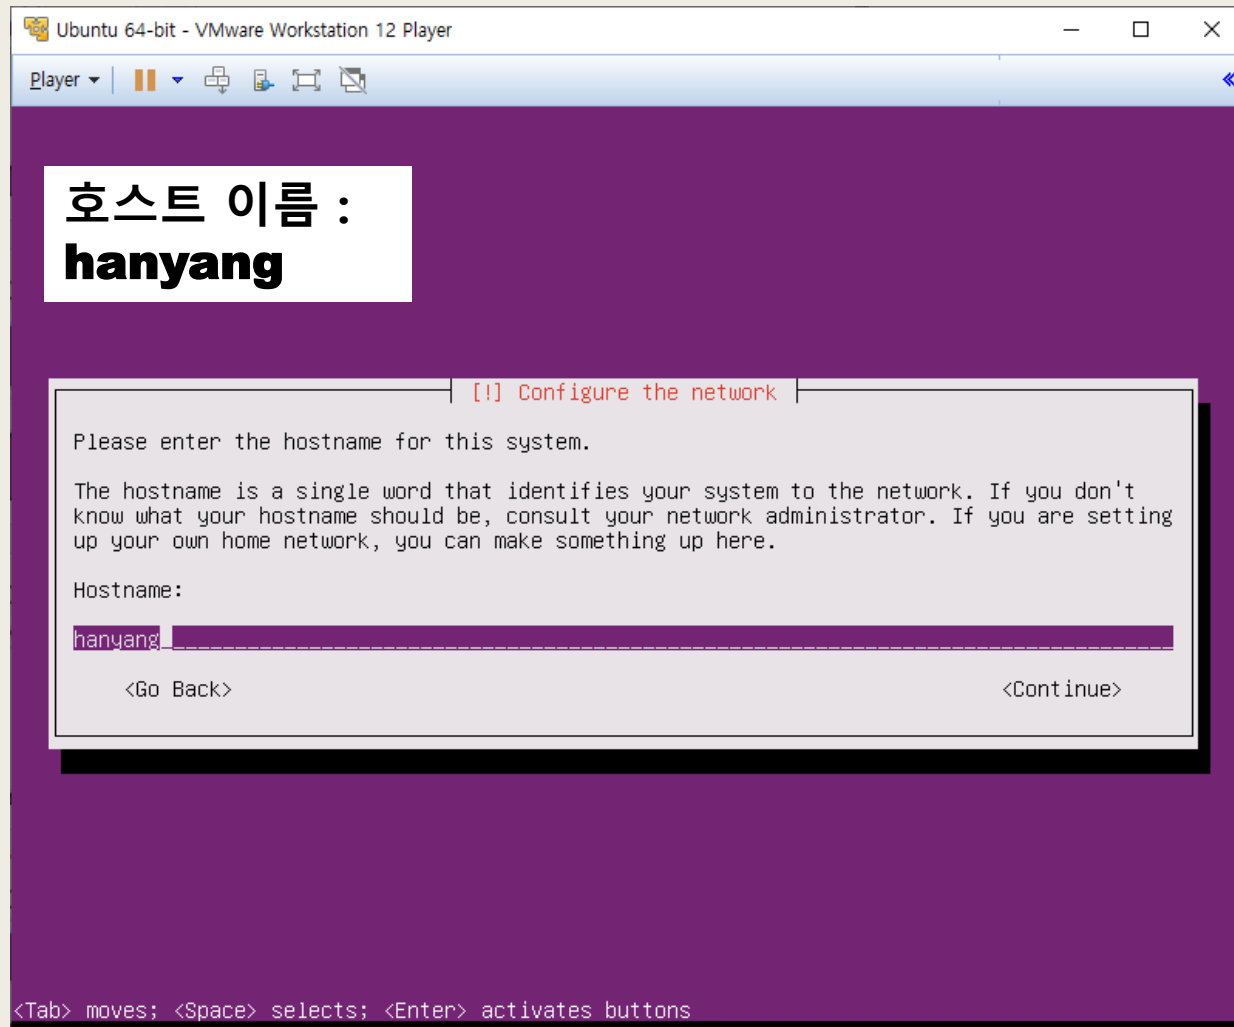 Ubuntu 64-bit - VMware Workstation 12 Player
Player
호스트 이름 :
hanyang
[!] Configure the network
Please enter the hostname for this system.
The hostname is a single word that identifies your system to the network. If you don't
know what your hostname should be, consult your network administrator. If you are setting
up your own home network, you can make something up here.
Hostname:
hanyang
<Go Back> <Continue>
<Tab> moves; <Space> selects; <Enter> activates buttons